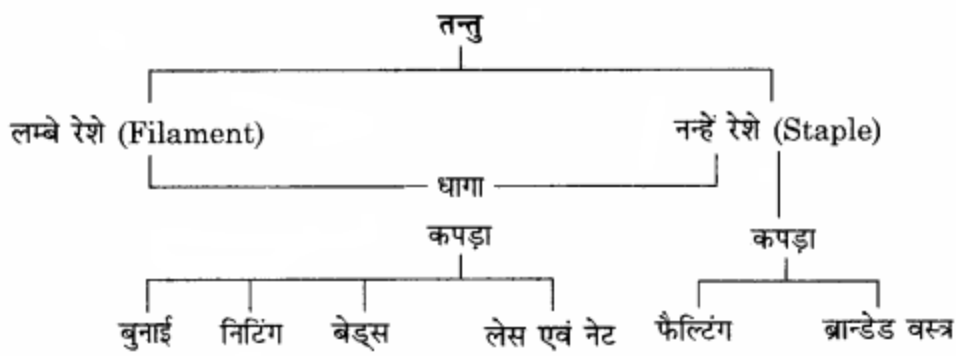 तन्तु
लम्बे रेशे (Filament) नन्हें रेशे (Staple)
धागा
कपड़ा कपड़ा
बुनाई निटिंग बेड्स लेस एवं नेट फैल्टिंग ब्रान्डेड वस्त्र